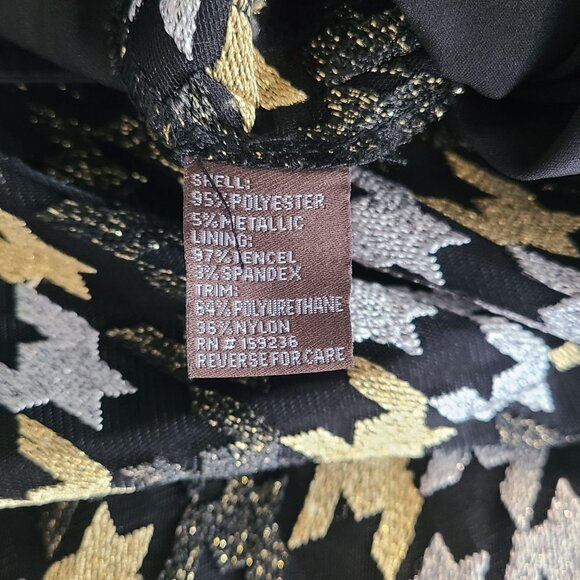 SHELL:
95% POLYESTER
5% METALLIC
LINING:
97% TENCEL
3% SPANDEX
TRIM:
64% POLYURETHANE
36% NYLON
RN # 159236
REVERSE FOR CARE